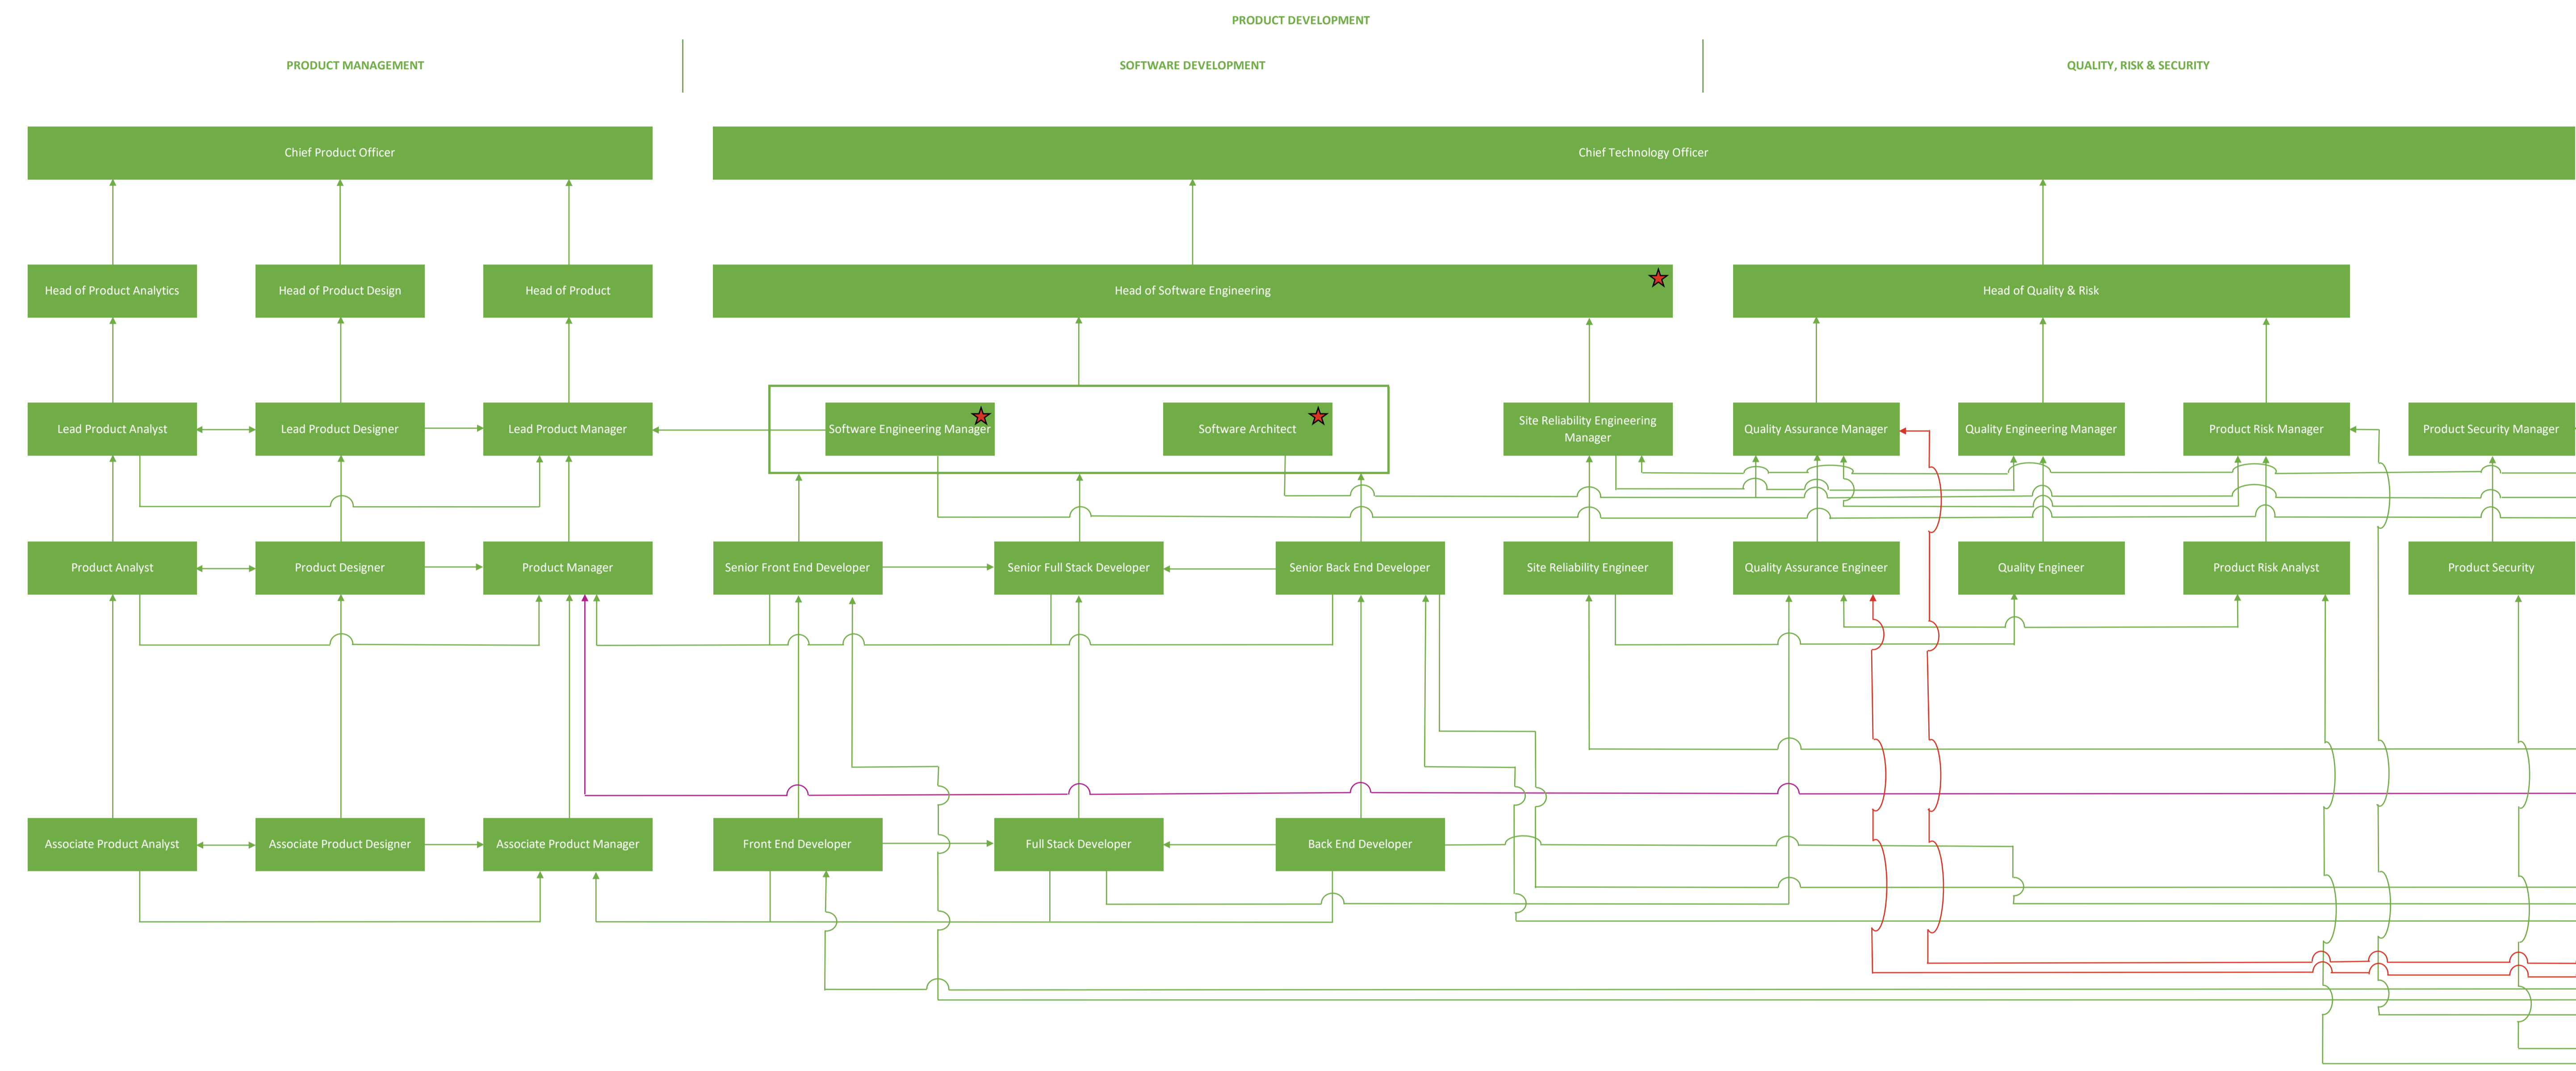 PRODUCT DEVELOPMENT
PRODUCT MANAGEMENT
SOFTWARE DEVELOPMENT
QUALITY, RISK & SECURITY
Chief Product Officer
Chief Technology Officer
Head of Product Analytics
Head of Product Design
Head of Product
Head of Software Engineering
Head of Quality & Risk
Lead Product Analyst
Lead Product Designer
Lead Product Manager
Software Engineering Manager
Software Architect
Site Reliability Engineering
Manager
Quality Assurance Manager
Quality Engineering Manager
Product Risk Manager
Product Security Manager
Product Analyst
Product Designer
Product Manager
Senior Front End Developer
Senior Full Stack Developer
Senior Back End Developer
Site Reliability Engineer
Quality Assurance Engineer
Quality Engineer
Product Risk Analyst
Product Security
Associate Product Analyst
Associate Product Designer
Associate Product Manager
Front End Developer
Full Stack Developer
Back End Developer